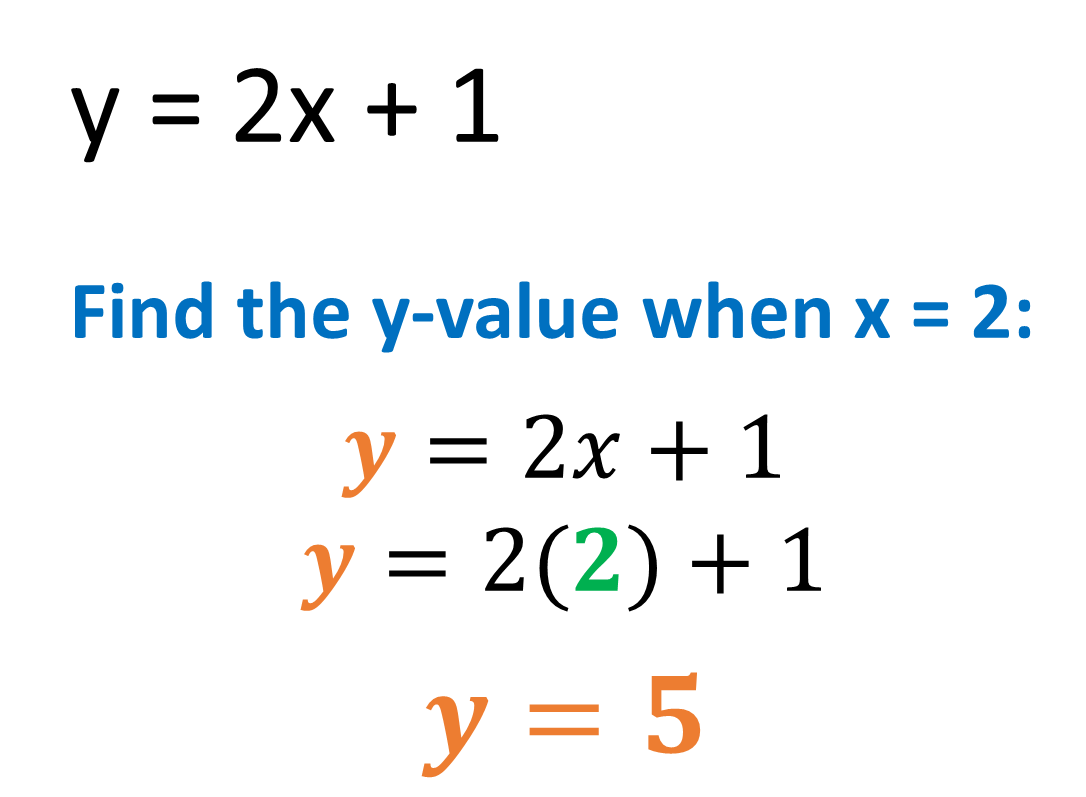 y = 2x + 1
Find the y-value when x = 2:
y = 2x + 1
y = 2(2) + 1
y = 5